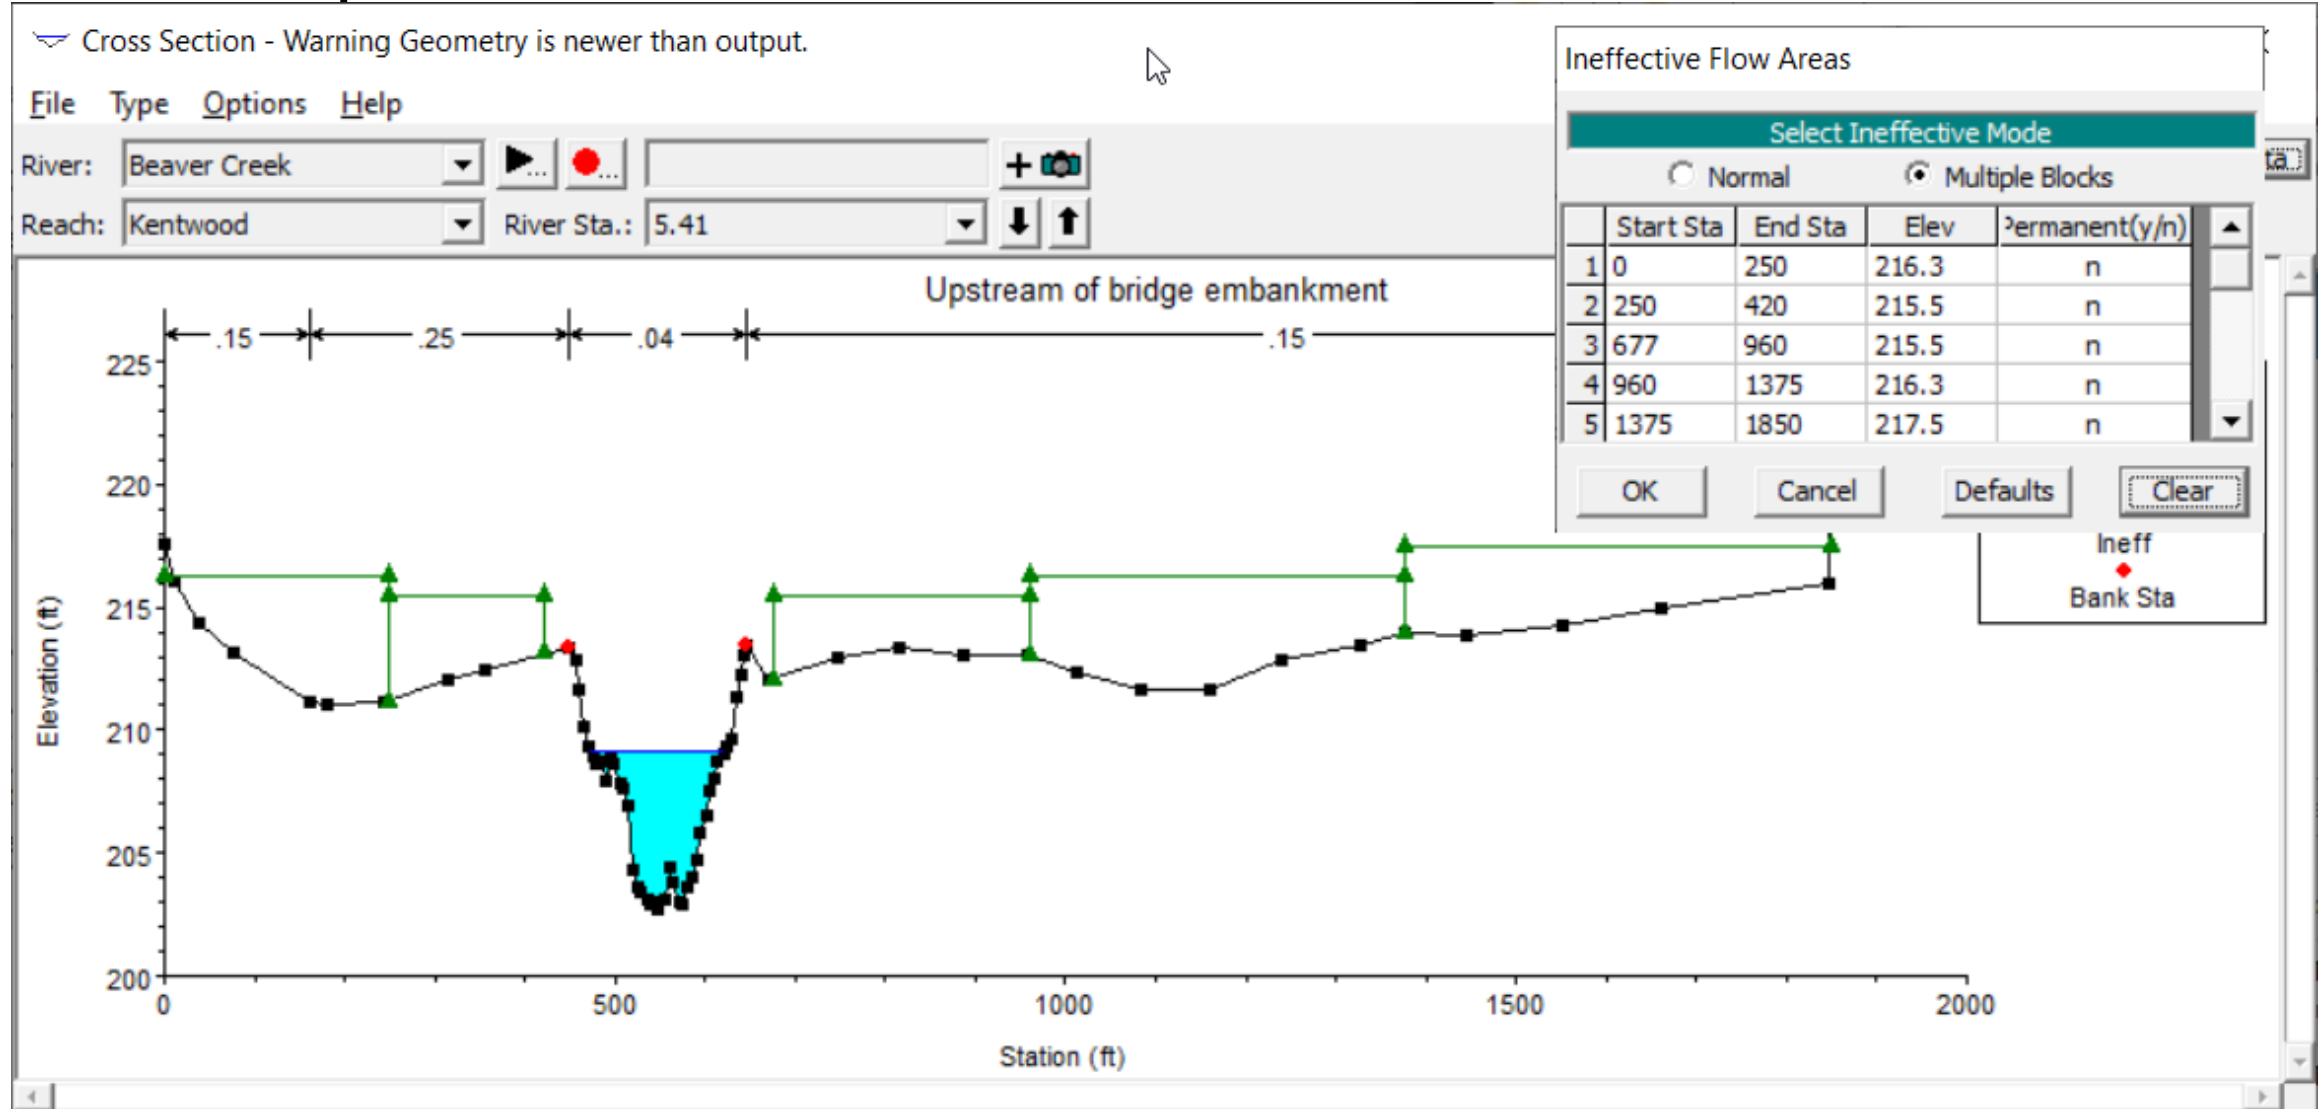 Cross Section - Warning Geometry is newer than output.
File Type Options Help
River: Beaver Creek
Reach: Kentwood River Sta.: 5.41
Upstream of bridge embankment
.15 .25 .04 .15
225
220
215
210
205
200
Elevation (ft)
0 500 1000 1500 2000
Station (ft)
Ineff
Bank Sta
Ineffective Flow Areas
Select Ineffective Mode
Normal Multiple Blocks
Start Sta End Sta Elev Permanent(y/n)
1 0 250 216.3 n
2 250 420 215.5 n
3 677 960 215.5 n
4 960 1375 216.3 n
5 1375 1850 217.5 n
OK Cancel Defaults Clear